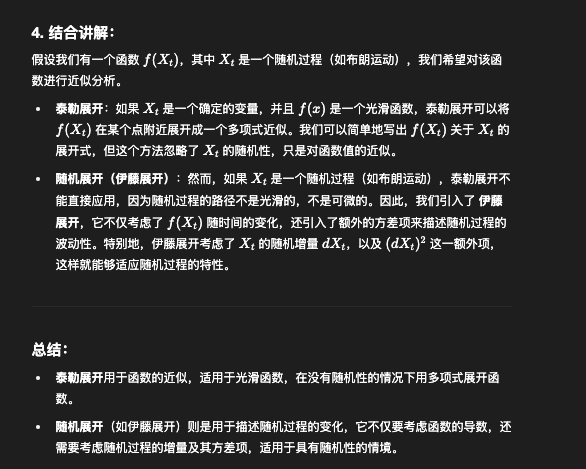 4. 结合讲解：
假设我们有一个函数 f(X_t)，其中 X_t 是一个随机过程（如布朗运动），我们希望对该函
数进行近似分析。
• 泰勒展开：如果 X_t 是一个确定的变量，并且 f(x) 是一个光滑函数，泰勒展开可以将
f(X_t) 在某个点附近展开成一个多项式近似。我们可以简单地写出 f(X_t) 关于 X_t 的
展开式，但这个方法忽略了 X_t 的随机性，只是对函数值的近似。
• 随机展开（伊藤展开）：然而，如果 X_t 是一个随机过程（如布朗运动），泰勒展开不
能直接应用，因为随机过程的路径不是光滑的，不是可微的。因此，我们引入了 伊藤
展开，它不仅考虑了 f(X_t) 随时间的变化，还引入了额外的方差项来描述随机过程的
波动性。特别地，伊藤展开考虑了 X_t 的随机增量 dX_t，以及 (dX_t)^2 这一额外项，
这样就能够适应随机过程的特性。
总结：
• 泰勒展开用于函数的近似，适用于光滑函数，在没有随机性的情况下用多项式展开函
数。
• 随机展开（如伊藤展开）则是用于描述随机过程的变化，它不仅要考虑函数的导数，还
需要考虑随机过程的增量及其方差项，适用于具有随机性的情境。